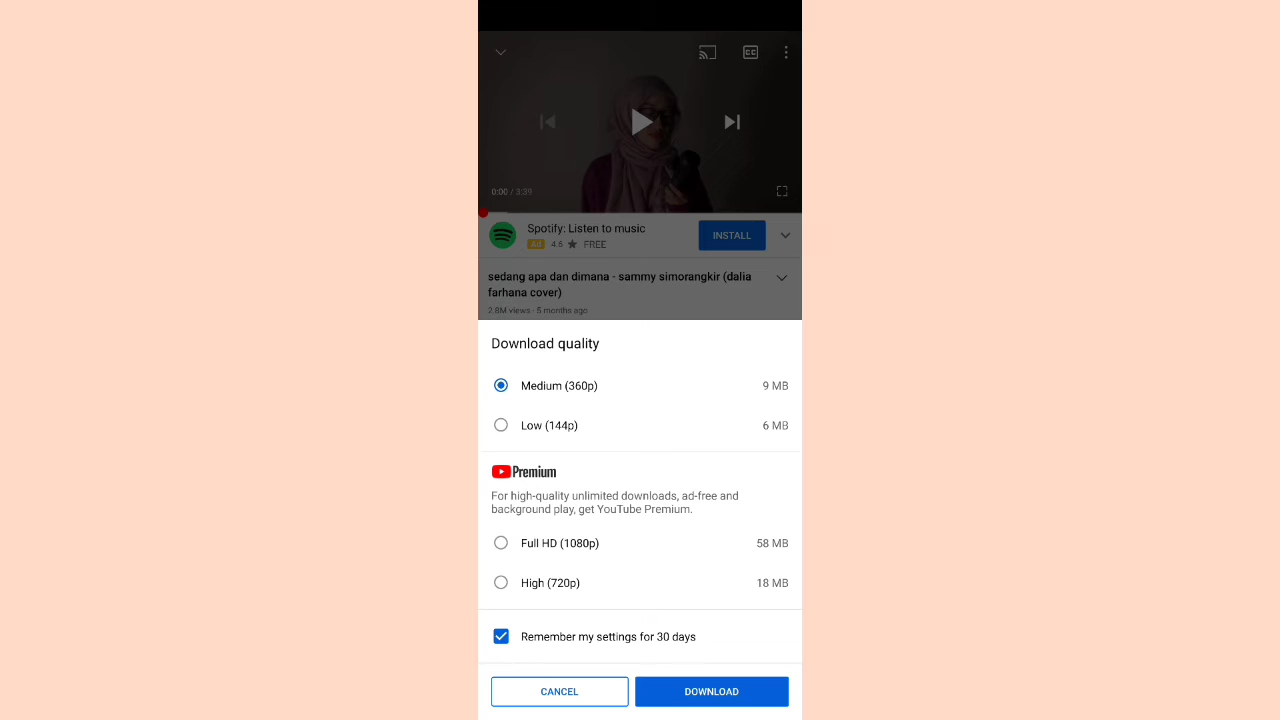 CC
0:00 / 3:39
Spotify: Listen to music
Ad 4.6 ★ FREE
INSTALL
sedang apa dan dimana - sammy simorangkir (dalia
farhana cover)
2.8M views · 5 months ago
Download quality
Medium (360p) 9 MB
Low (144p) 6 MB
Premium
For high-quality unlimited downloads, ad-free and
background play, get YouTube Premium.
Full HD (1080p) 58 MB
High (720p) 18 MB
Remember my settings for 30 days
CANCEL DOWNLOAD